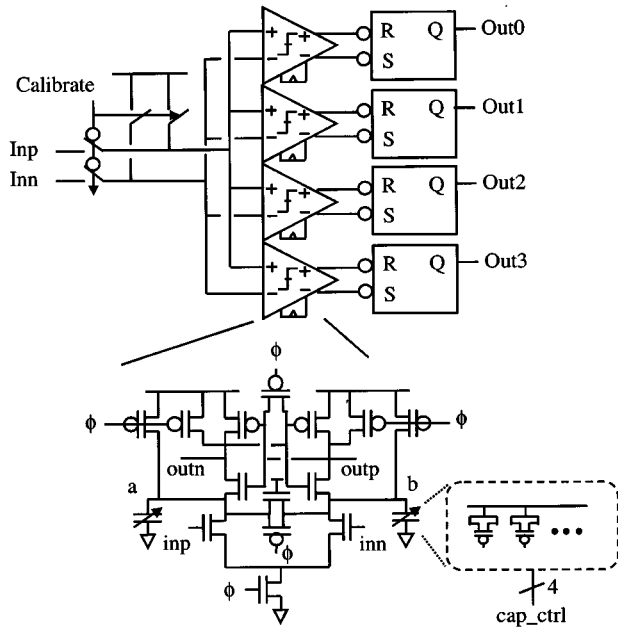 R Q Out0
S
Calibrate
R Q Out1
S
Inp
Inn
R Q Out2
S
R Q Out3
S
+ − + −
+ − + −
+ − + −
+ − + −
ϕ
ϕ ϕ
outn outp
a b
inp inn
ϕ
ϕ
4
cap_ctrl